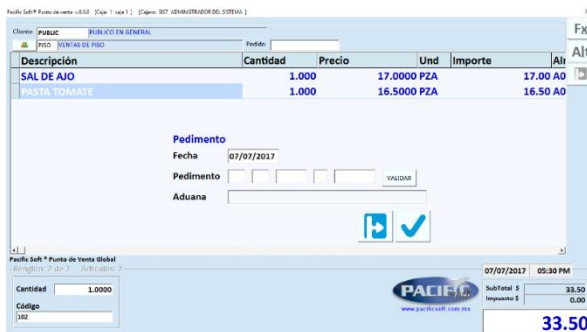 Pacific Soft® Punto de venta v.8.5.0 [Caja: 1 caja 1 ] [Cajero: SIST ADMINISTRADOR DEL SISTEMA ]
Cliente PUBLIC PUBLICO EN GENERAL
PISO VENTAS DE PISO Pedido
Fx
Alt
Descripción Cantidad Precio Und Importe Alr
SAL DE AJO 1.000 17.0000 PZA 17.00 A0
PASTA TOMATE 1.000 16.5000 PZA 16.50 A0
Pedimento
Fecha 07/07/2017
Pedimento VALIDAR
Aduana
Pacific Soft ® Punto de Venta Global
Renglón: 2 de 2 Artículos: 2
07/07/2017 05:30 PM
Cantidad 1.0000
Código
102
PACIFIC
www.pacificsoft.com.mx
SubTotal $ 33.50
Impuesto $ 0.00
33.50